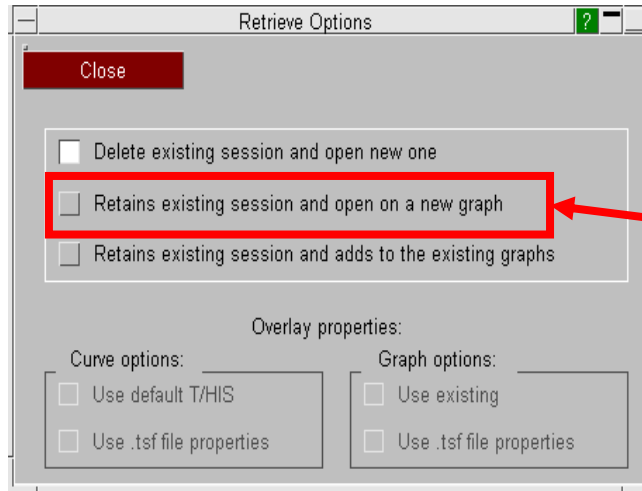 Retrieve Options
?
Close
Delete existing session and open new one
Retains existing session and open on a new graph
Retains existing session and adds to the existing graphs
Overlay properties:
Curve options:
Graph options:
Use default T/HIS
Use existing
Use .tsf file properties
Use .tsf file properties